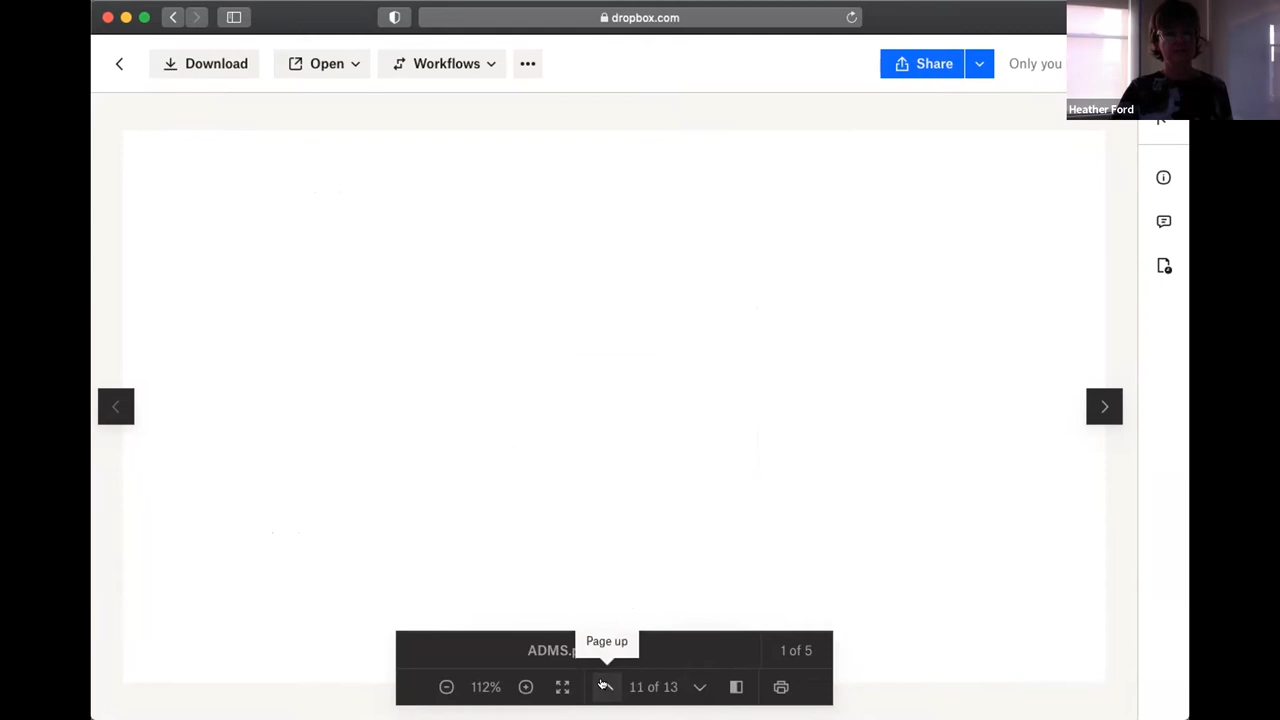 dropbox.com
Download
Open
Workflows
Share
Only you
Heather Ford
Page up
ADMS.p
1 of 5
112%
11 of 13